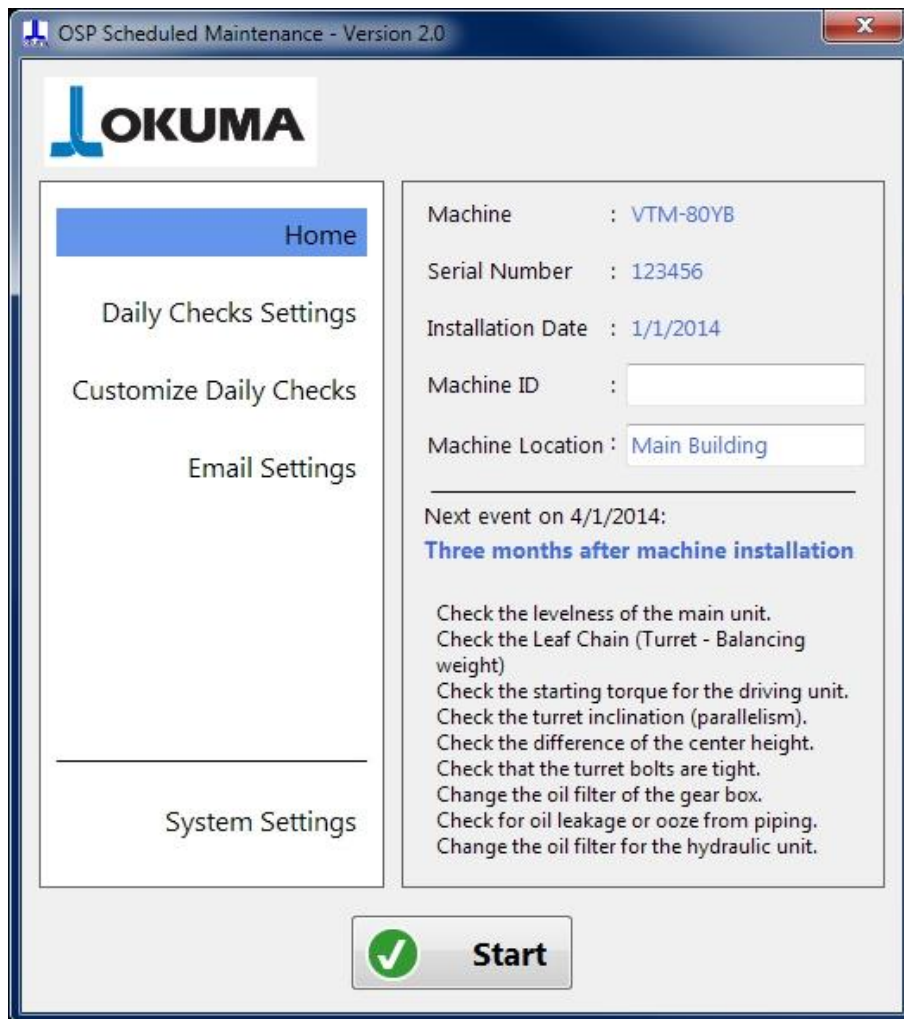 OSP Scheduled Maintenance - Version 2.0
OKUMA
Home
Daily Checks Settings
Customize Daily Checks
Email Settings
System Settings
Machine : VTM-80YB
Serial Number : 123456
Installation Date : 1/1/2014
Machine ID :
Machine Location : Main Building
Next event on 4/1/2014:
Three months after machine installation
Check the levelness of the main unit.
Check the Leaf Chain (Turret - Balancing
weight)
Check the starting torque for the driving unit.
Check the turret inclination (parallelism).
Check the difference of the center height.
Check that the turret bolts are tight.
Change the oil filter of the gear box.
Check for oil leakage or ooze from piping.
Change the oil filter for the hydraulic unit.
Start